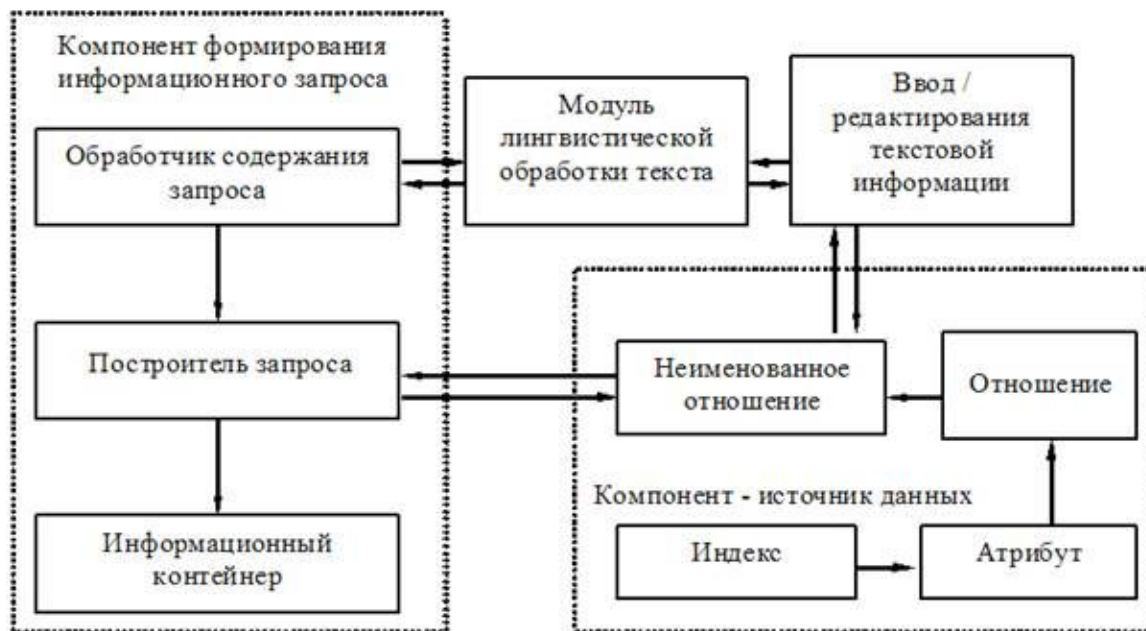 Компонент формирования
информационного запроса
Обработчик содержания
запроса
Построитель запроса
Информационный
контейнер
Модуль
лингвистической
обработки текста
Ввод /
редактирования
текстовой
информации
Неименованное
отношение
Отношение
Компонент - источник данных
Индекс
Атрибут